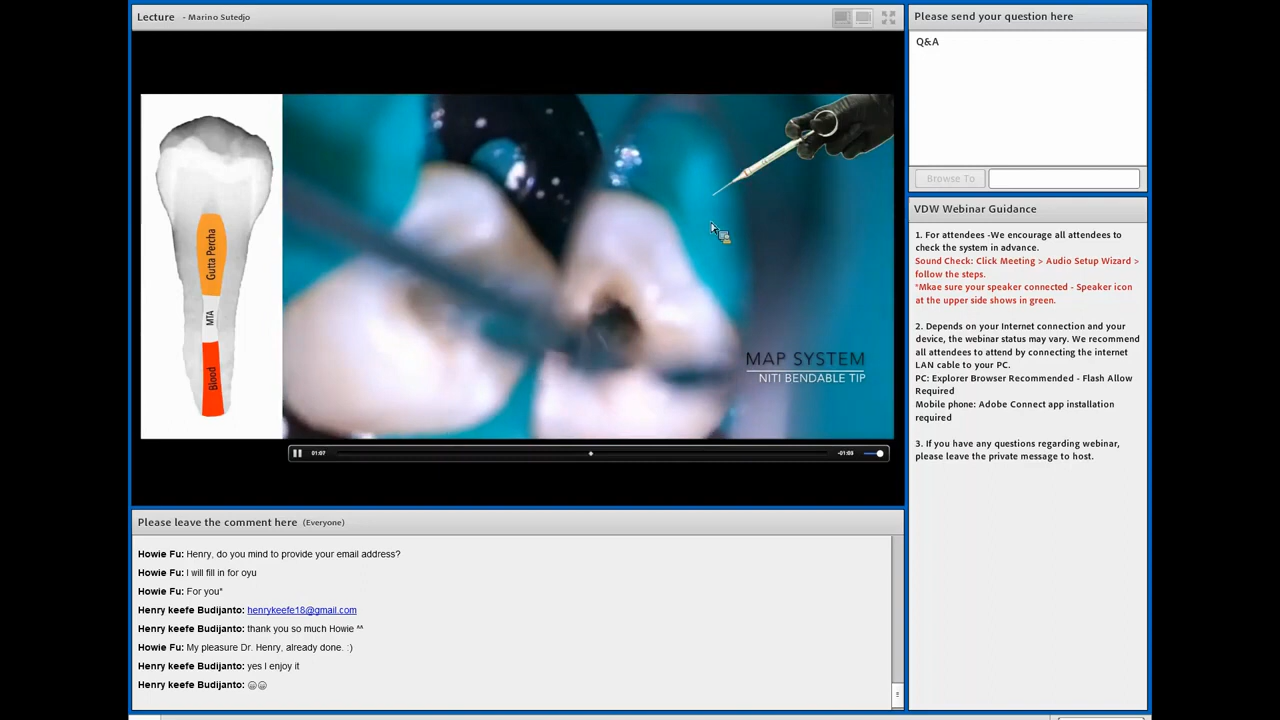 Lecture - Marino Sutedjo
Gutta Percha
MTA
Blood
MAP SYSTEM
NITI BENDABLE TIP
01:07
-01:03
Please leave the comment here (Everyone)
Howie Fu: Henry, do you mind to provide your email address?
Howie Fu: I will fill in for oyu
Howie Fu: For you*
Henry keefe Budijanto: henrykeefe18@gmail.com
Henry keefe Budijanto: thank you so much Howie ^^
Howie Fu: My pleasure Dr. Henry, already done. :)
Henry keefe Budijanto: yes I enjoy it
Henry keefe Budijanto: 😄😄
Please send your question here
Q&A
Browse To
VDW Webinar Guidance
1. For attendees -We encourage all attendees to
check the system in advance.
Sound Check: Click Meeting > Audio Setup Wizard >
follow the steps.
*Mkae sure your speaker connected - Speaker icon
at the upper side shows in green.
2. Depends on your Internet connection and your
device, the webinar status may vary. We recommend
all attendees to attend by connecting the internet
LAN cable to your PC.
PC: Explorer Browser Recommended - Flash Allow
Required
Mobile phone: Adobe Connect app installation
required
3. If you have any questions regarding webinar,
please leave the private message to host.